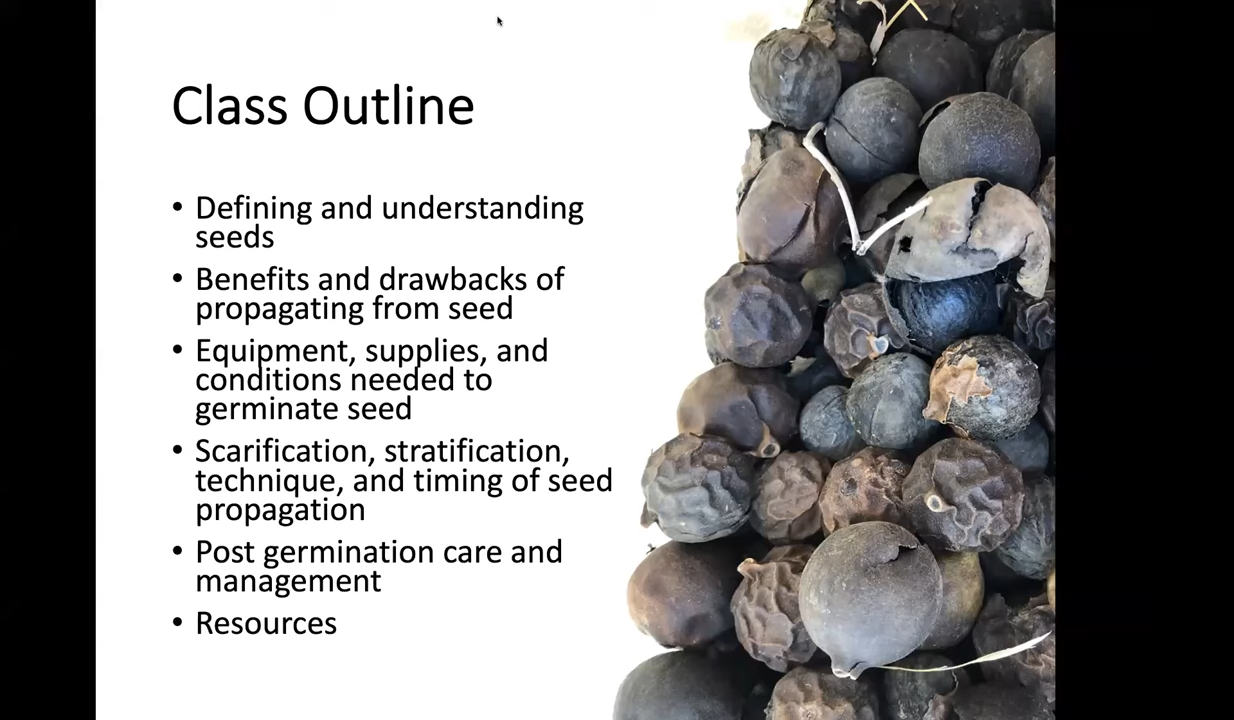 Class Outline
• Defining and understanding
seeds
• Benefits and drawbacks of
propagating from seed
• Equipment, supplies, and
conditions needed to
germinate seed
• Scarification, stratification,
technique, and timing of seed
propagation
• Post germination care and
management
• Resources